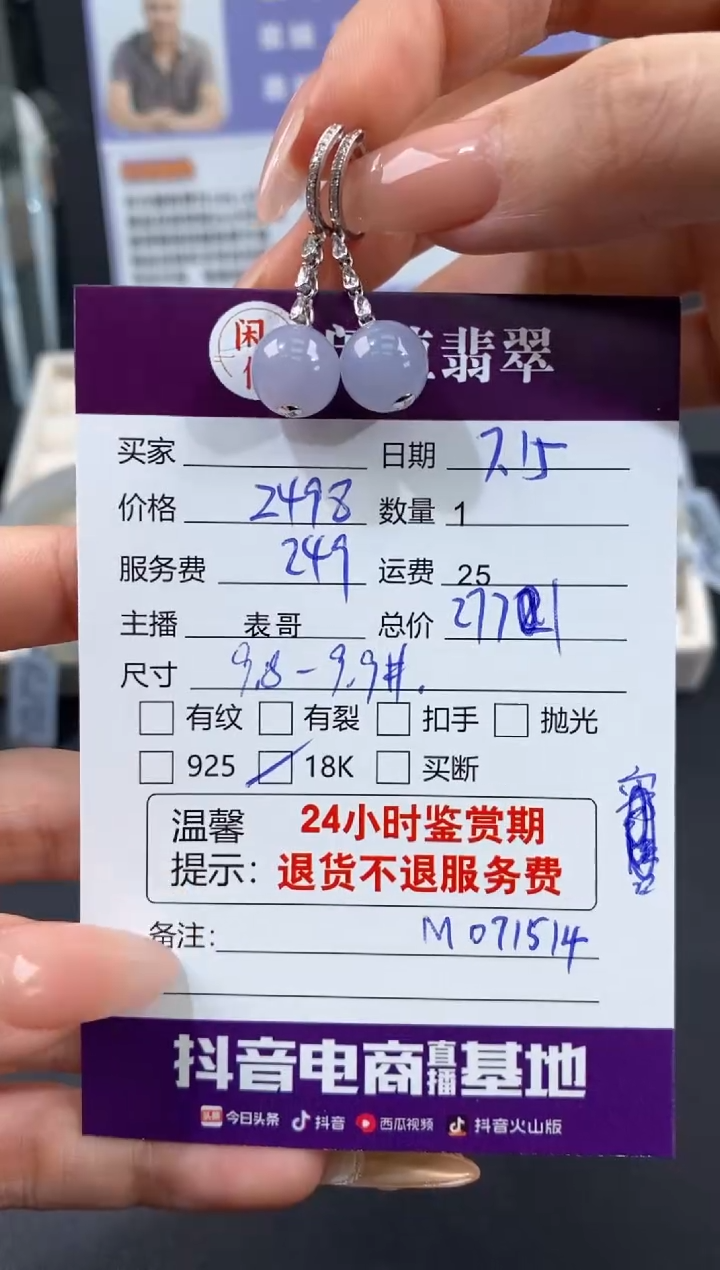 闲 翡翠
买家 日期 7.15
价格 2498 数量 1
服务费 249 运费 25
主播 表哥 总价 2772
尺寸 9.8-9.9#.
有纹 有裂 扣手 抛光
925 18K 买断
温馨 24小时鉴赏期
提示: 退货不退服务费
备注: M071514
抖音电商直播基地
头条 今日头条 抖音 西瓜视频 抖音火山版